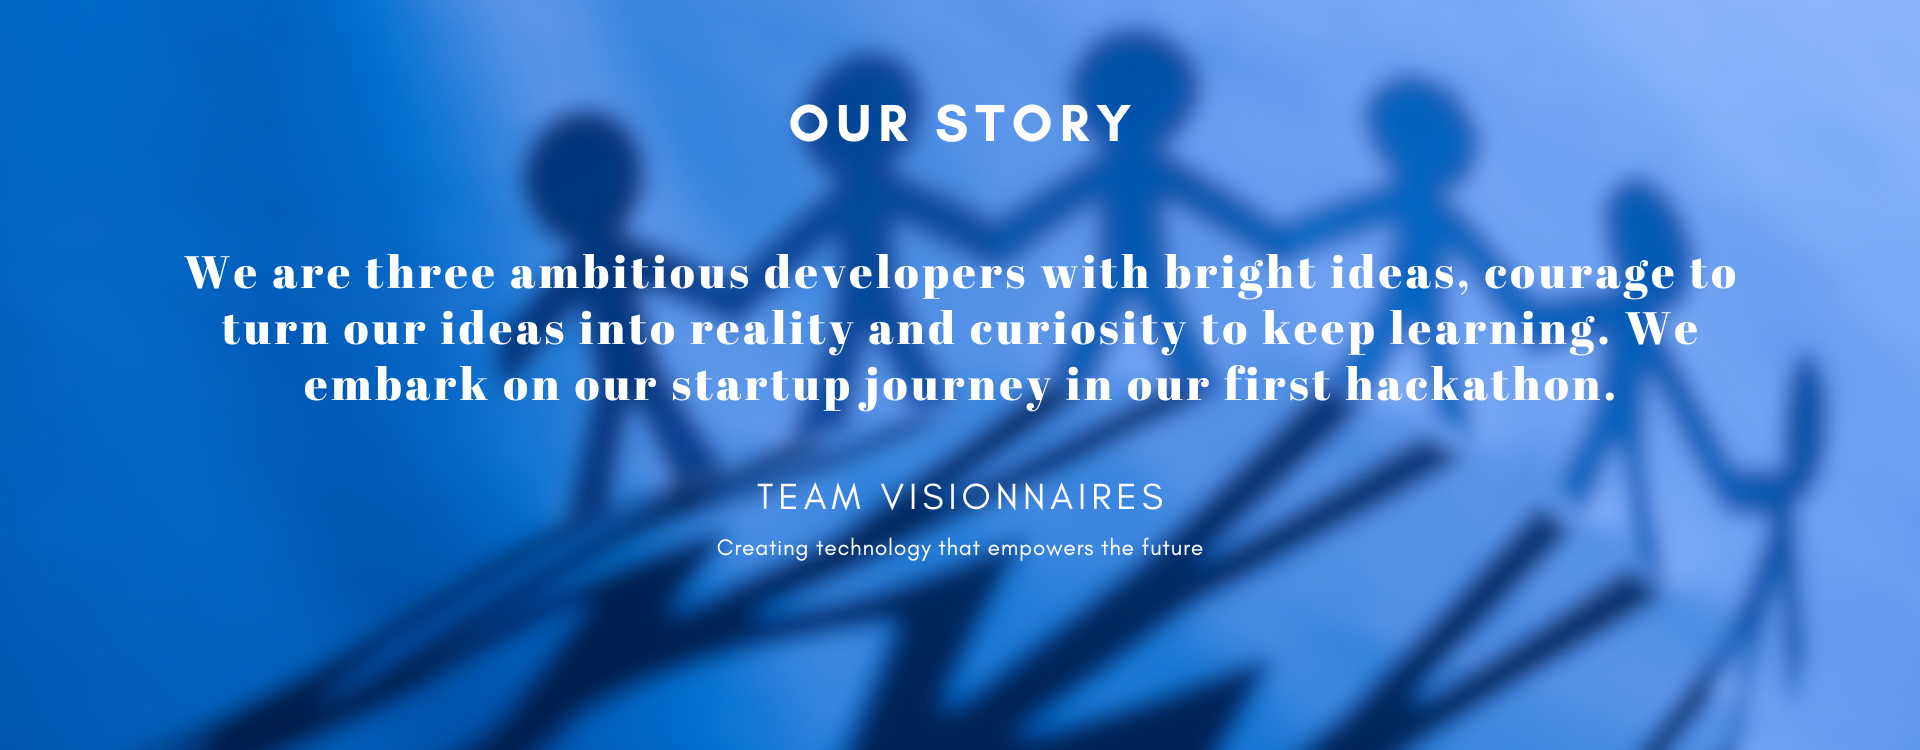 OUR STORY
We are three ambitious developers with bright ideas, courage to
turn our ideas into reality and curiosity to keep learning. We
embark on our startup journey in our first hackathon.
TEAM VISIONNAIRES
Creating technology that empowers the future